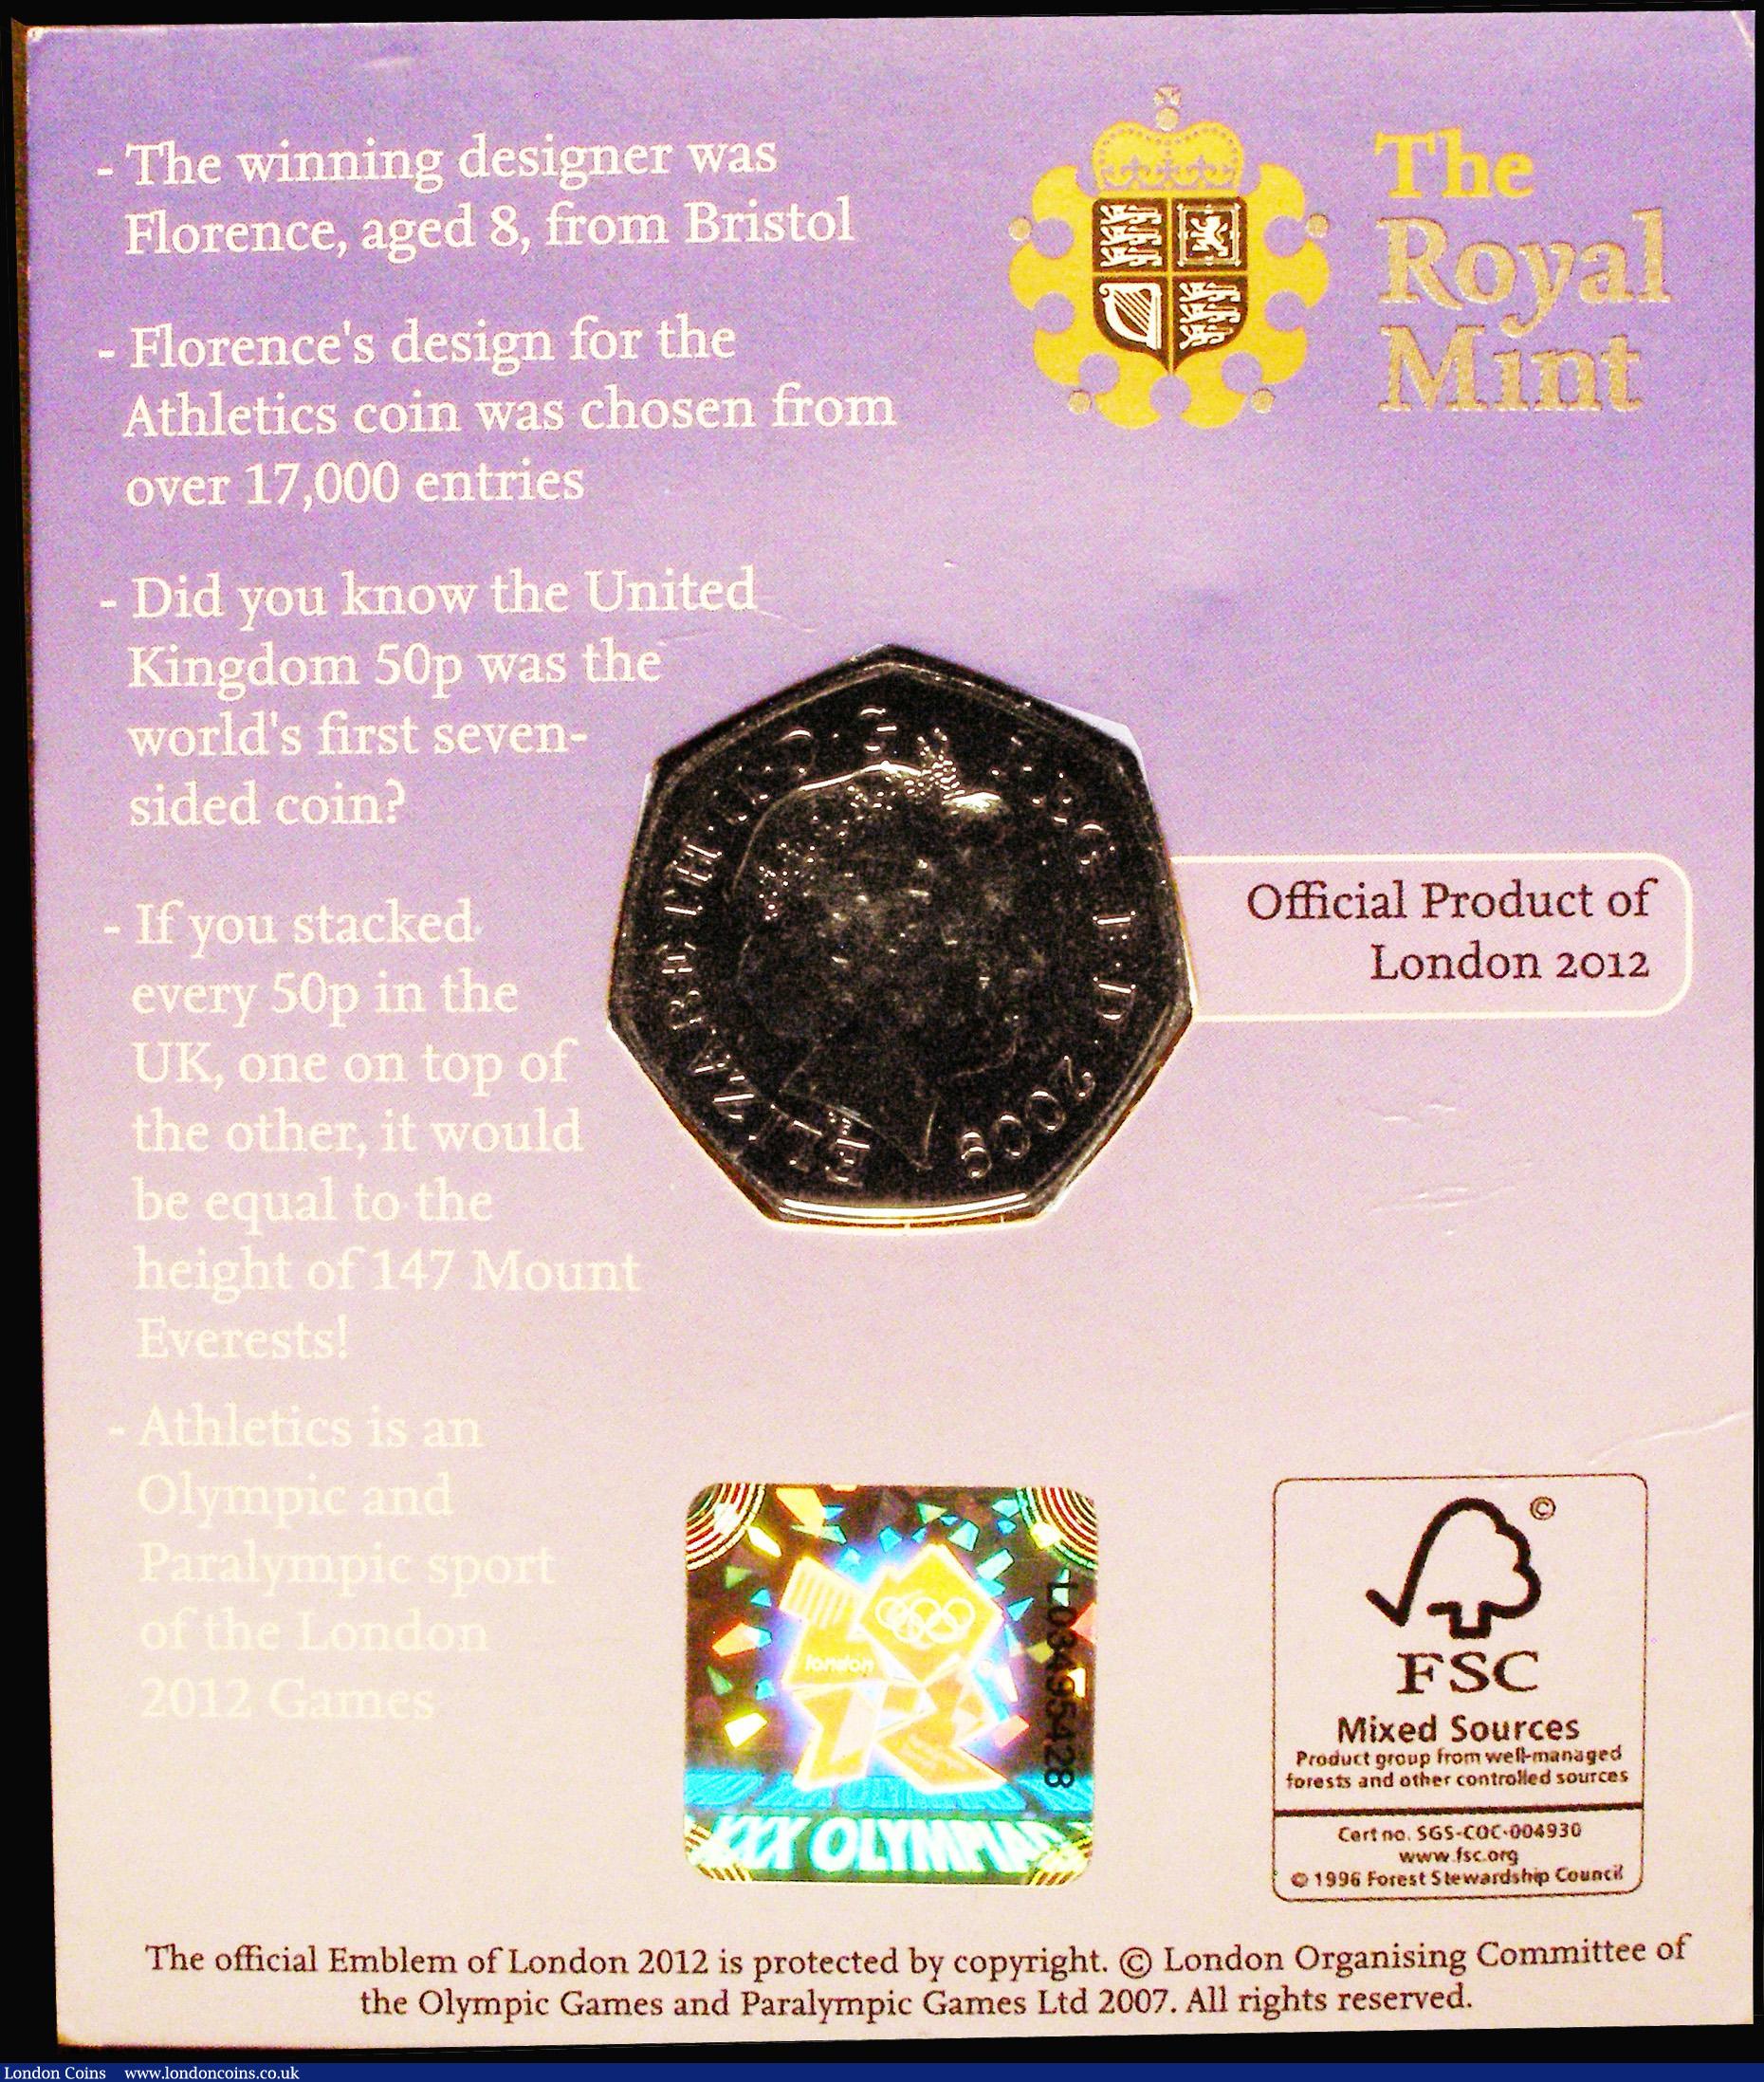 - The winning designer was
Florence, aged 8, from Bristol
- Florence's design for the
Athletics coin was chosen from
over 17,000 entries
- Did you know the United
Kingdom 50p was the
world's first seven-
sided coin?
- If you stacked
every 50p in the
UK, one on top of
the other, it would
be equal to the
height of 147 Mount
Everests!
- Athletics is an
Olympic and
Paralympic sport
of the London
2012 Games
The
Royal
Mint
ELIZABETH II D G REG F D 2009
Official Product of
London 2012
london
L03495428
XXX OLYMPIAD
©
FSC
Mixed Sources
Product group from well-managed
forests and other controlled sources
Cert no. SGS-COC-004930
www.fsc.org
© 1996 Forest Stewardship Council
The official Emblem of London 2012 is protected by copyright. © London Organising Committee of
the Olympic Games and Paralympic Games Ltd 2007. All rights reserved.
London Coins www.londoncoins.co.uk